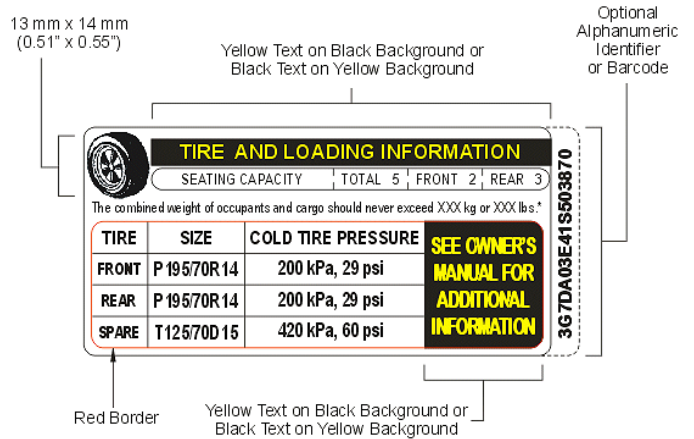 13 mm x 14 mm
(0.51" x 0.55")
Yellow Text on Black Background or
Black Text on Yellow Background
Optional
Alphanumeric
Identifier
or Barcode
TIRE AND LOADING INFORMATION
SEATING CAPACITY TOTAL 5 FRONT 2 REAR 3
The combined weight of occupants and cargo should never exceed XXX kg or XXX lbs.*
TIRE SIZE COLD TIRE PRESSURE
FRONT P195/70R14 200 kPa, 29 psi
REAR P195/70R14 200 kPa, 29 psi
SPARE T125/70D15 420 kPa, 60 psi
SEE OWNER'S
MANUAL FOR
ADDITIONAL
INFORMATION
3G7DA03E41S503870
Red Border
Yellow Text on Black Background or
Black Text on Yellow Background